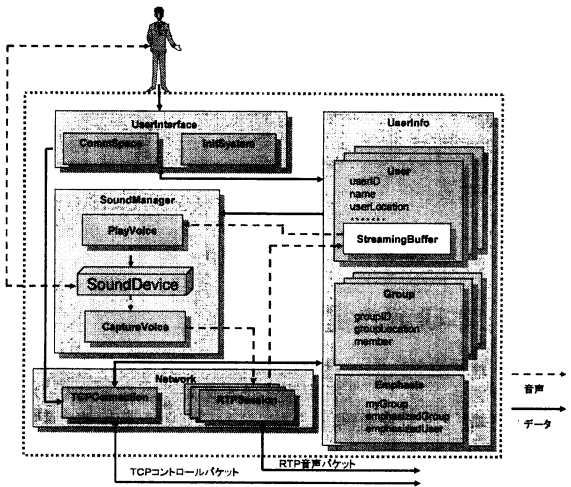 UserInterface
CommSpace
InitSystem
UserInfo
User
userID
name
userLocation
.......
StreamingBuffer
SoundManager
PlayVoice
SoundDevice
CaptureVoice
Group
groupID
groupLocation
member
Network
TCPConnection
RTPSession
Emphasis
myGroup
emphasizedGroup
emphasizedUser
音声
データ
TCPコントロールパケット
RTP音声パケット